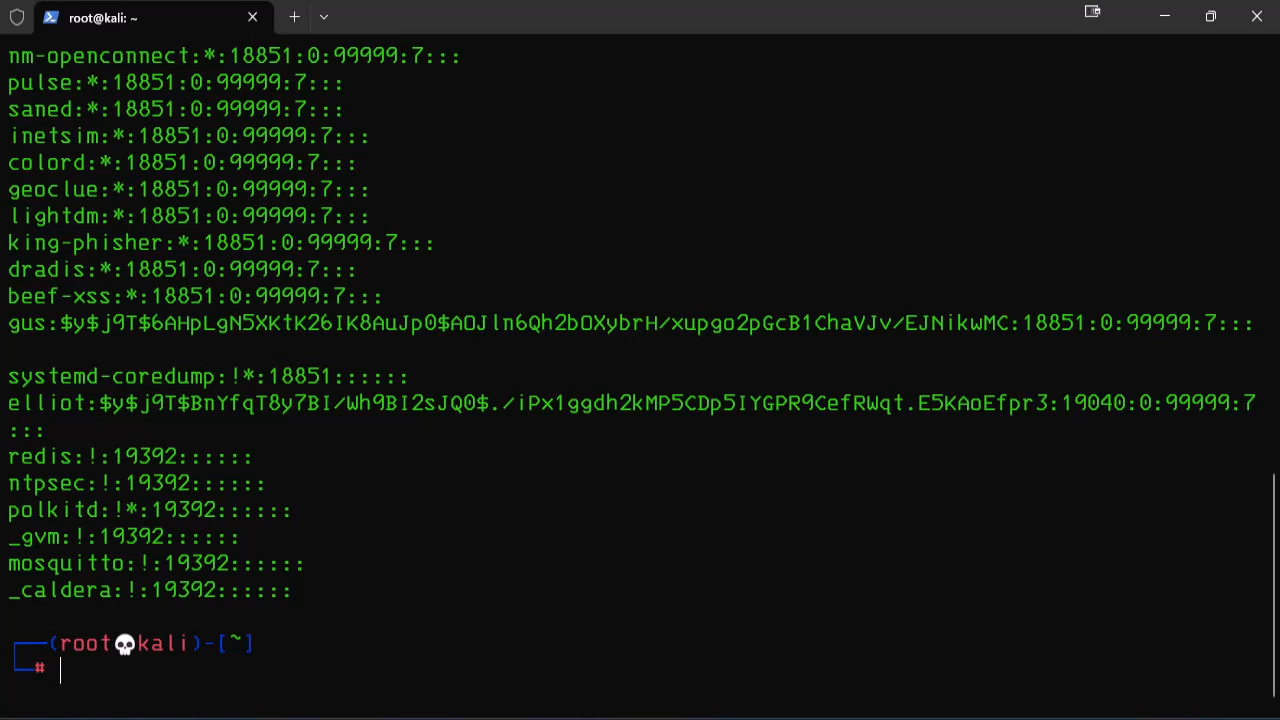 root@kali: ~
nm-openconnect:*:18851:0:99999:7:::
pulse:*:18851:0:99999:7:::
saned:*:18851:0:99999:7:::
inetsim:*:18851:0:99999:7:::
colord:*:18851:0:99999:7:::
geoclue:*:18851:0:99999:7:::
lightdm:*:18851:0:99999:7:::
king-phisher:*:18851:0:99999:7:::
dradis:*:18851:0:99999:7:::
beef-xss:*:18851:0:99999:7:::
gus:$y$j9T$6AHpLgN5XKtK26IK8AuJp0$AOJln6Qh2bOXybrH/xupgo2pGcB1ChaVJv/EJNikwMC:18851:0:99999:7:::
systemd-coredump:!*:18851::::::
elliot:$y$j9T$BnYfqT8y7BI/Wh9BI2sJQ0$./iPx1ggdh2kMP5CDp5IYGPR9CefRWqt.E5KAoEfpr3:19040:0:99999:7
:::
redis:!:19392::::::
ntpsec:!:19392::::::
polkitd:!*:19392::::::
_gvm:!:19392::::::
mosquitto:!:19392::::::
_caldera:!:19392::::::
┌──(root💀kali)-[~]
└─#